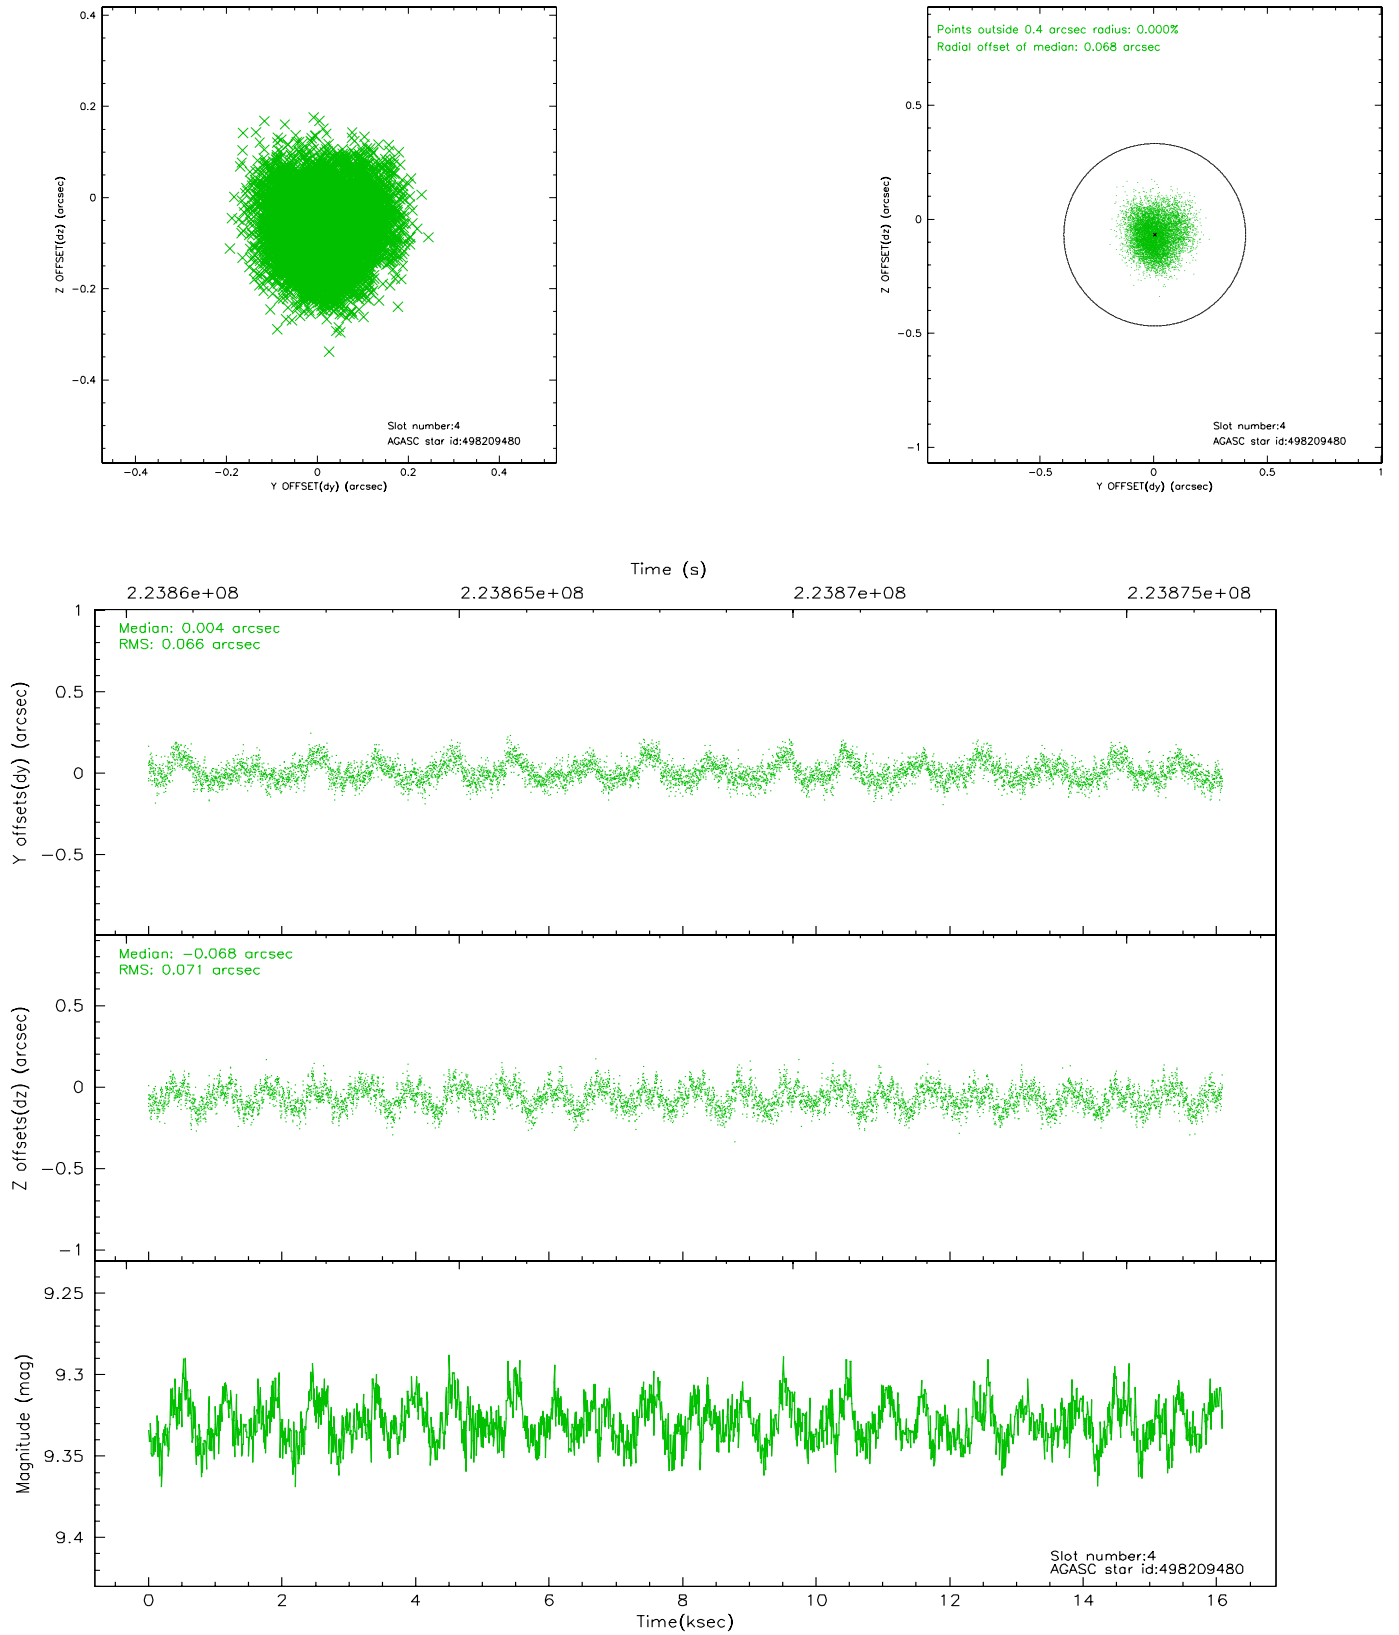 0.4
0.2
0
−0.2
−0.4
Z OFFSET(dz) (arcsec)
Slot number:4
AGASC star id:498209480
−0.4 −0.2 0 0.2 0.4
Y OFFSET(dy) (arcsec)
Points outside 0.4 arcsec radius: 0.000%
Radial offset of median: 0.068 arcsec
0.5
0
−0.5
−1
Z OFFSET(dz) (arcsec)
Slot number:4
AGASC star id:498209480
−0.5 0 0.5 1
Y OFFSET(dy) (arcsec)
Time (s)
2.2386e+08 2.23865e+08 2.2387e+08 2.23875e+08
Median: 0.004 arcsec
RMS: 0.066 arcsec
1
0.5
0
−0.5
Y offsets(dy) (arcsec)
Median: −0.068 arcsec
RMS: 0.071 arcsec
0.5
0
−0.5
−1
Z offsets(dz) (arcsec)
9.25
9.3
9.35
9.4
Magnitude (mag)
Slot number:4
AGASC star id:498209480
0 2 4 6 8 10 12 14 16
Time(ksec)